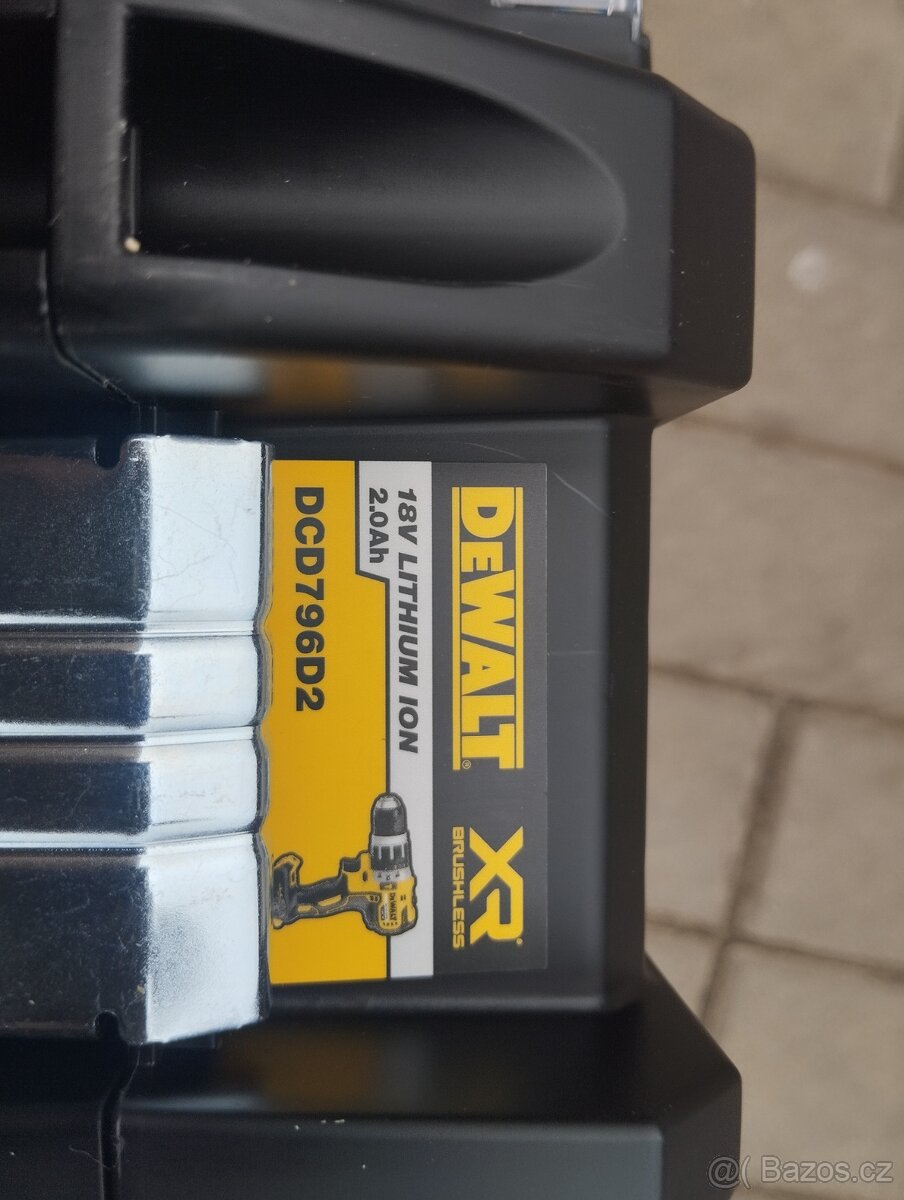 DEWALT® XR®
BRUSHLESS
18V LITHIUM ION
2.0Ah
DCD796D2
@( Bazos.cz